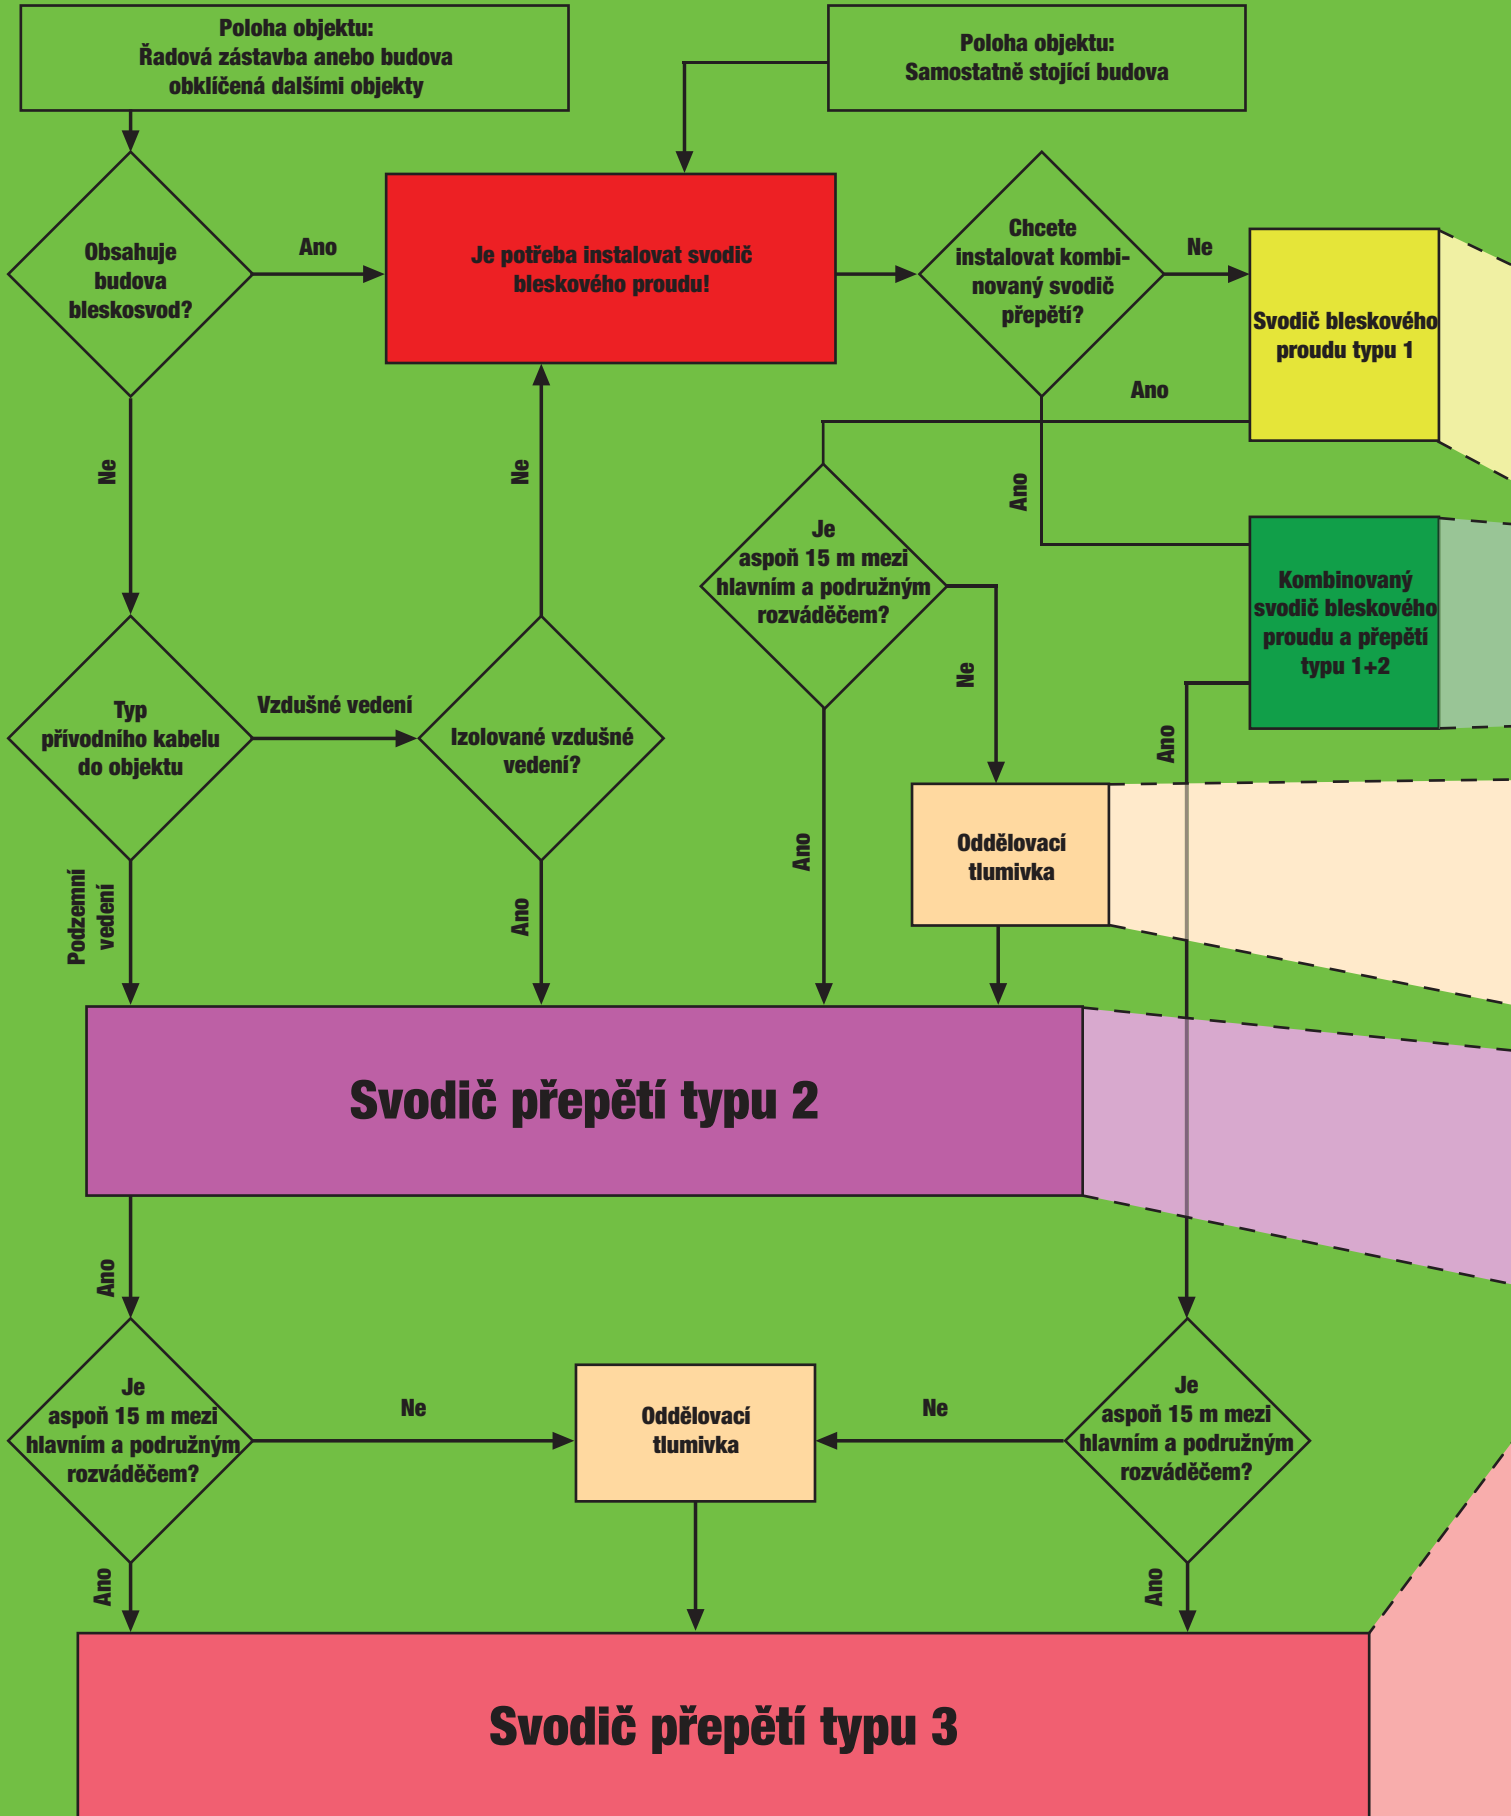 Poloha objektu:
Řadová zástavba anebo budova
obklíčená dalšími objekty
Poloha objektu:
Samostatně stojící budova
Obsahuje
budova
bleskosvod?
Ano
Je potřeba instalovat svodič
bleskového proudu!
Chcete
instalovat kombi-
novaný svodič
přepětí?
Ne
Svodič bleskového
proudu typu 1
Ano
Ne
Ne
Ano
Je
aspoň 15 m mezi
hlavním a podružným
rozváděčem?
Kombinovaný
svodič bleskového
proudu a přepětí
typu 1+2
Typ
přívodního kabelu
do objektu
Vzdušné vedení
Izolované vzdušné
vedení?
Ne
Ano
Oddělovací
tlumivka
Podzemní
vedení
Ano
Ano
Svodič přepětí typu 2
Ano
Je
aspoň 15 m mezi
hlavním a podružným
rozváděčem?
Ne
Oddělovací
tlumivka
Ne
Je
aspoň 15 m mezi
hlavním a podružným
rozváděčem?
Ano
Ano
Svodič přepětí typu 3